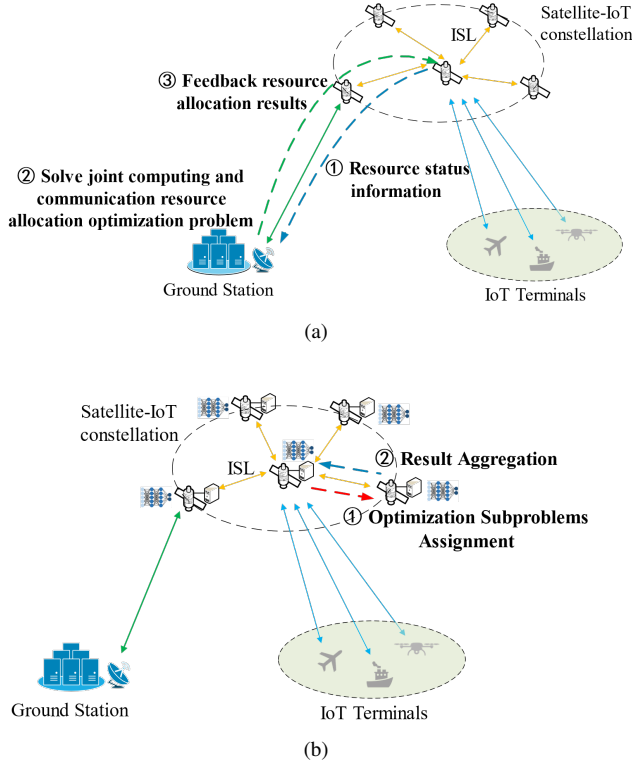 Satellite-IoT
constellation
ISL
③ Feedback resource
allocation results
① Resource status
information
② Solve joint computing and
communication resource
allocation optimization problem
Ground Station
IoT Terminals
(a)
Satellite-IoT
constellation
ISL
② Result Aggregation
① Optimization Subproblems
Assignment
Ground Station
IoT Terminals
(b)